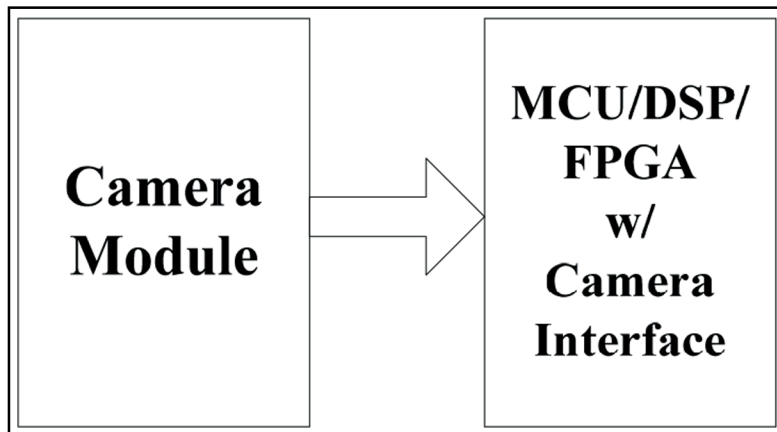 Camera
Module
MCU/DSP/
FPGA
w/
Camera
Interface